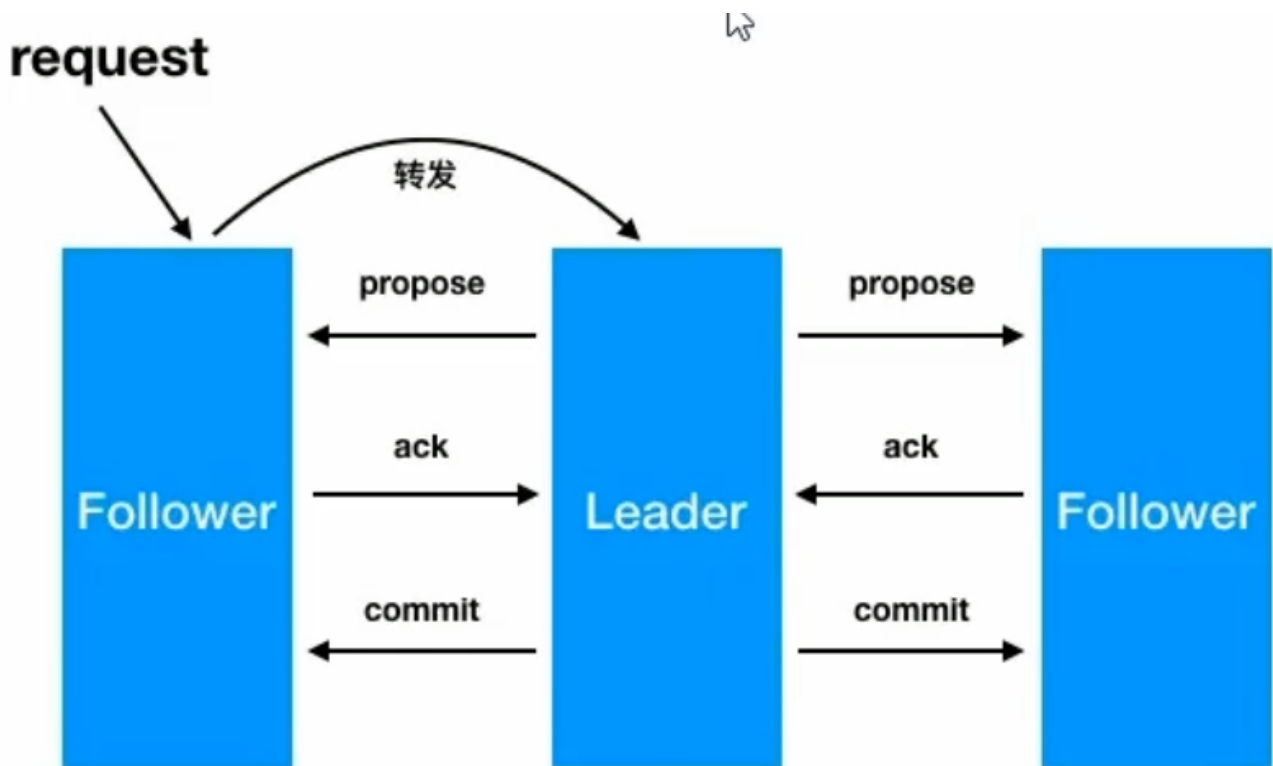 request
转发
propose
propose
ack
ack
Follower
Leader
Follower
commit
commit